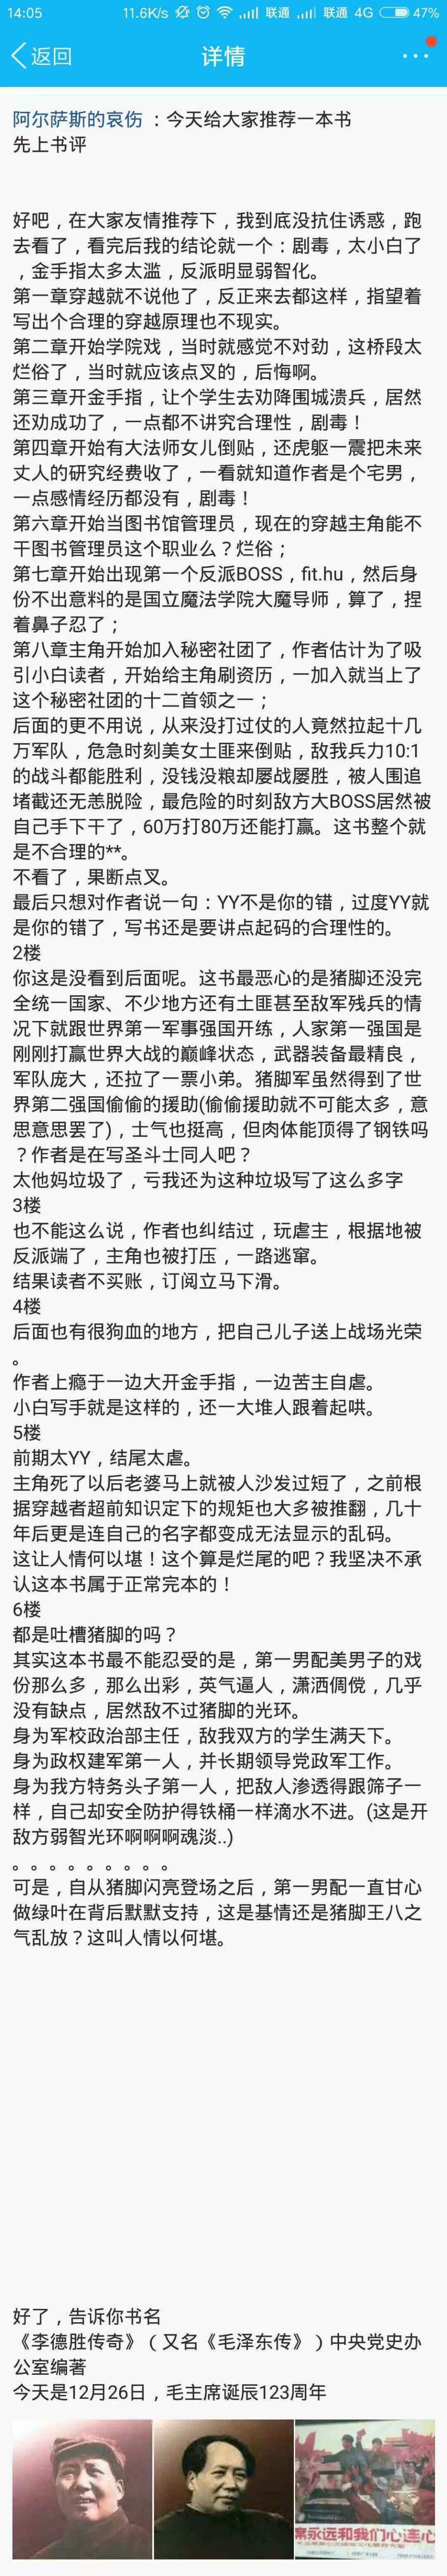 14:05
11.6K/s
联通
联通 4G
47%
返回
详情
阿尔萨斯的哀伤 ：今天给大家推荐一本书
先上书评
好吧，在大家友情推荐下，我到底没抗住诱惑，跑
去看了，看完后我的结论就一个：剧毒，太小白了
，金手指太多太滥，反派明显弱智化。
第一章穿越就不说他了，反正来去都这样，指望着
写出个合理的穿越原理也不现实。
第二章开始学院戏，当时就感觉不对劲，这桥段太
烂俗了，当时就应该点叉的，后悔啊。
第三章开金手指，让个学生去劝降围城溃兵，居然
还劝成功了，一点都不讲究合理性，剧毒！
第四章开始有大法师女儿倒贴，还虎躯一震把未来
丈人的研究经费收了，一看就知道作者是个宅男，
一点感情经历都没有，剧毒！
第六章开始当图书馆管理员，现在的穿越主角能不
干图书管理员这个职业么？烂俗；
第七章开始出现第一个反派BOSS，fit.hu，然后身
份不出意料的是国立魔法学院大魔导师，算了，捏
着鼻子忍了；
第八章主角开始加入秘密社团了，作者估计为了吸
引小白读者，开始给主角刷资历，一加入就当上了
这个秘密社团的十二首领之一；
后面的更不用说，从来没打过仗的人竟然拉起十几
万军队，危急时刻美女土匪来倒贴，敌我兵力10:1
的战斗都能胜利，没钱没粮却屡战屡胜，被人围追
堵截还无恙脱险，最危险的时刻敌方大BOSS居然被
自己手下干了，60万打80万还能打赢。这书整个就
是不合理的**。
不看了，果断点叉。
最后只想对作者说一句：YY不是你的错，过度YY就
是你的错了，写书还是要讲点起码的合理性的。
2楼
你这是没看到后面呢。这书最恶心的是猪脚还没完
全统一国家、不少地方还有土匪甚至敌军残兵的情
况下就跟世界第一军事强国开练，人家第一强国是
刚刚打赢世界大战的巅峰状态，武器装备最精良，
军队庞大，还拉了一票小弟。猪脚军虽然得到了世
界第二强国偷偷的援助(偷偷援助就不可能太多，意
思意思罢了)，士气也挺高，但肉体能顶得了钢铁吗
？作者是在写圣斗士同人吧？
太他妈垃圾了，亏我还为这种垃圾写了这么多字
3楼
也不能这么说，作者也纠结过，玩虐主，根据地被
反派端了，主角也被打压，一路逃窜。
结果读者不买账，订阅立马下滑。
4楼
后面也有很狗血的地方，把自己儿子送上战场光荣
。
作者上瘾于一边大开金手指，一边苦主自虐。
小白写手就是这样的，还一大堆人跟着起哄。
5楼
前期太YY，结尾太虐。
主角死了以后老婆马上就被人沙发过短了，之前根
据穿越者超前知识定下的规矩也大多被推翻，几十
年后更是连自己的名字都变成无法显示的乱码。
这让人情何以堪！这个算是烂尾的吧？我坚决不承
认这本书属于正常完本的！
6楼
都是吐槽猪脚的吗？
其实这本书最不能忍受的是，第一男配美男子的戏
份那么多，那么出彩，英气逼人，潇洒倜傥，几乎
没有缺点，居然敌不过猪脚的光环。
身为军校政治部主任，敌我双方的学生满天下。
身为政权建军第一人，并长期领导党政军工作。
身为我方特务头子第一人，把敌人渗透得跟筛子一
样，自己却安全防护得铁桶一样滴水不进。(这是开
敌方弱智光环啊啊啊魂淡..)
。。。。。。。。。
可是，自从猪脚闪亮登场之后，第一男配一直甘心
做绿叶在背后默默支持，这是基情还是猪脚王八之
气乱放？这叫人情以何堪。
好了，告诉你书名
《李德胜传奇》（又名《毛泽东传》）中央党史办
公室编著
今天是12月26日，毛主席诞辰123周年
席永远和我们心连心